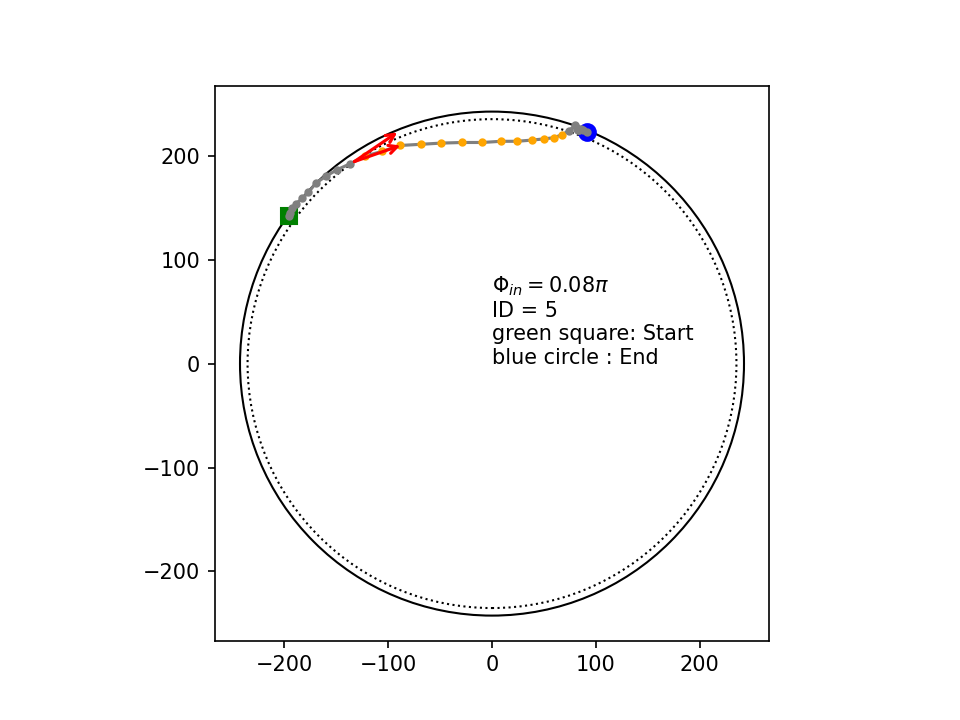 200
100
0
−100
−200
Φin = 0.08π
ID = 5
green square: Start
blue circle : End
−200 −100 0 100 200